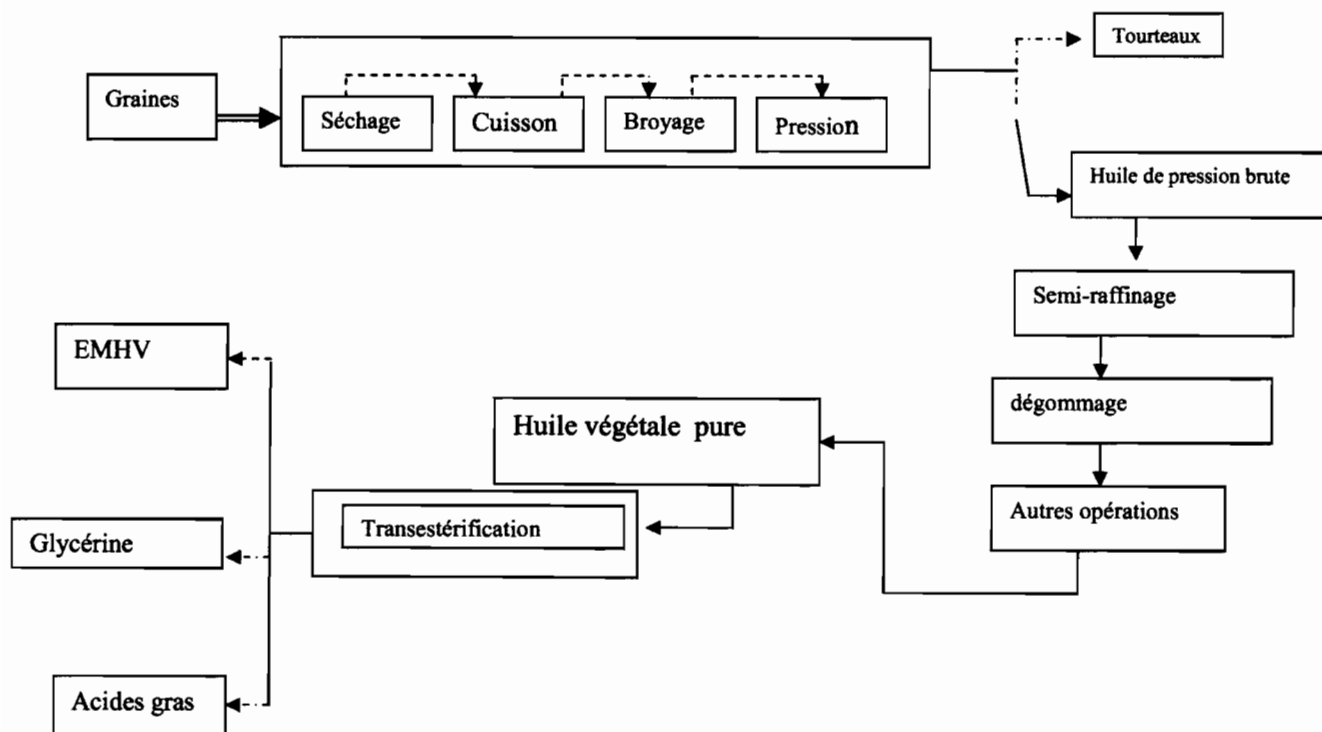 Tourteaux
Graines
Séchage
Cuisson
Broyage
Pression
Huile de pression brute
Semi-raffinage
EMHV
dégommage
Huile végétale pure
Autres opérations
Transestérification
Glycérine
Acides gras